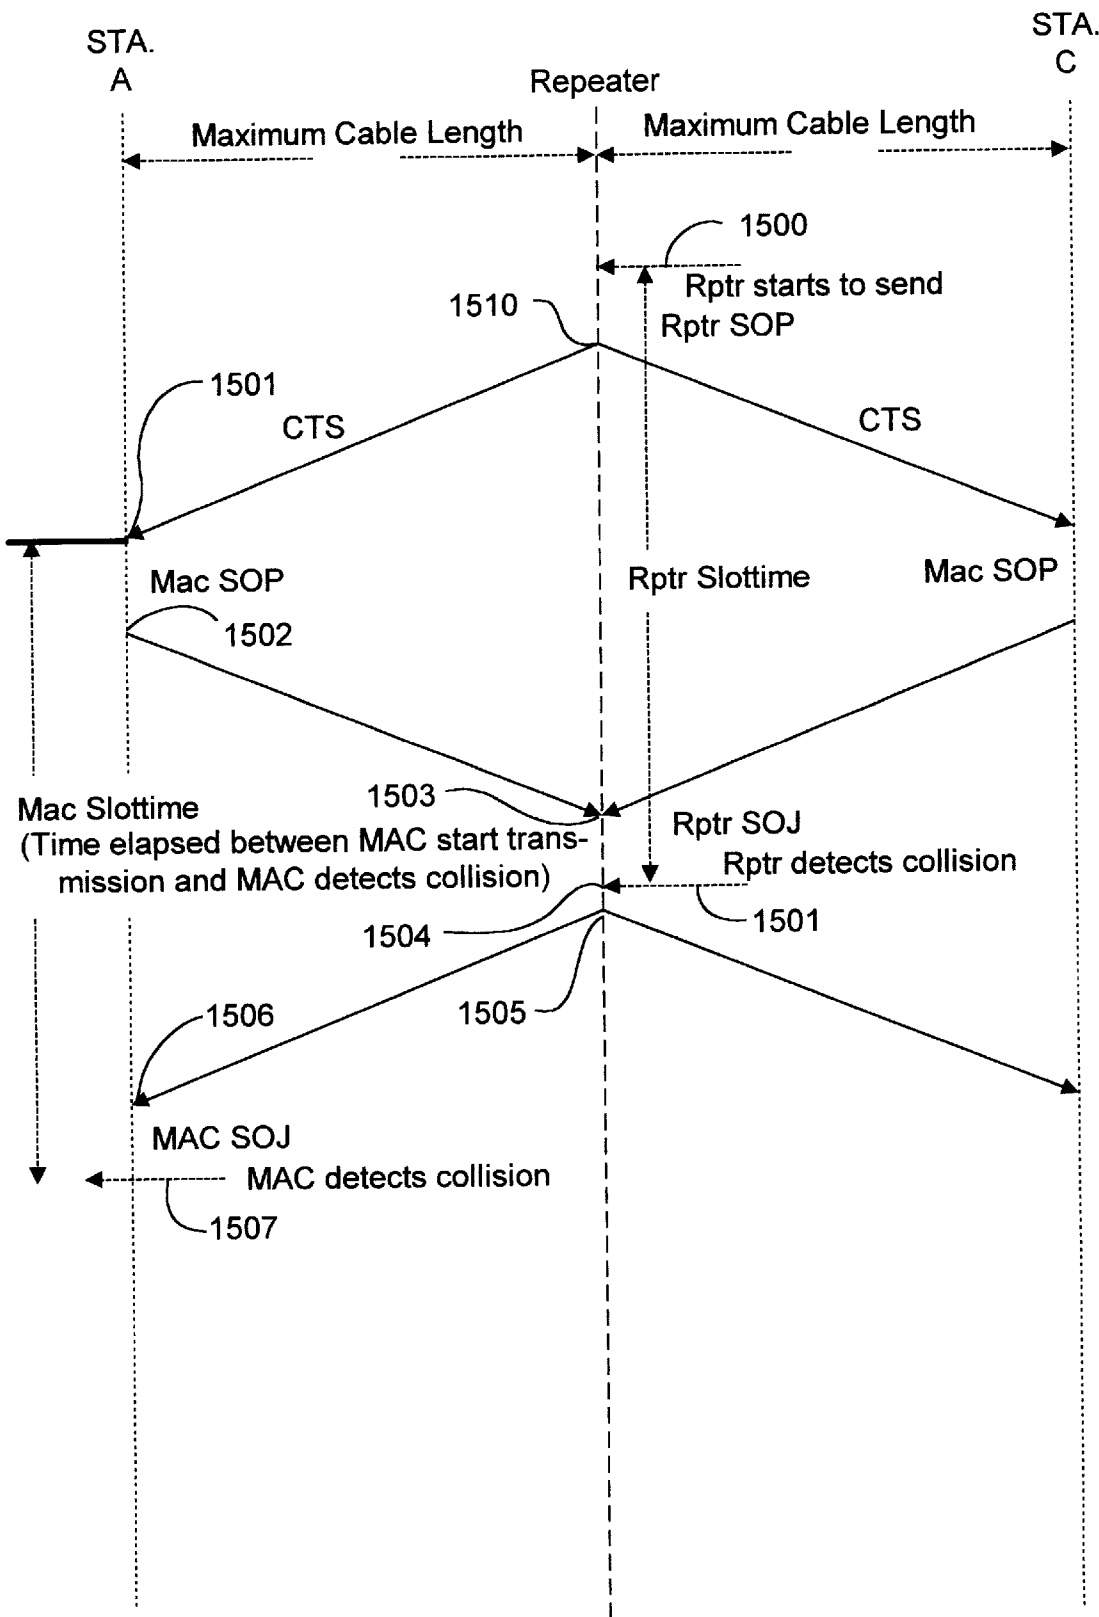 STA.
A
STA.
C
Repeater
Maximum Cable Length
Maximum Cable Length
1500
Rptr starts to send
1510
Rptr SOP
1501
CTS
CTS
Mac SOP
Rptr Slottime
Mac SOP
1502
1503
Mac Slottime
(Time elapsed between MAC start trans-
mission and MAC detects collision)
Rptr SOJ
Rptr detects collision
1501
1504
1505
1506
MAC SOJ
MAC detects collision
1507